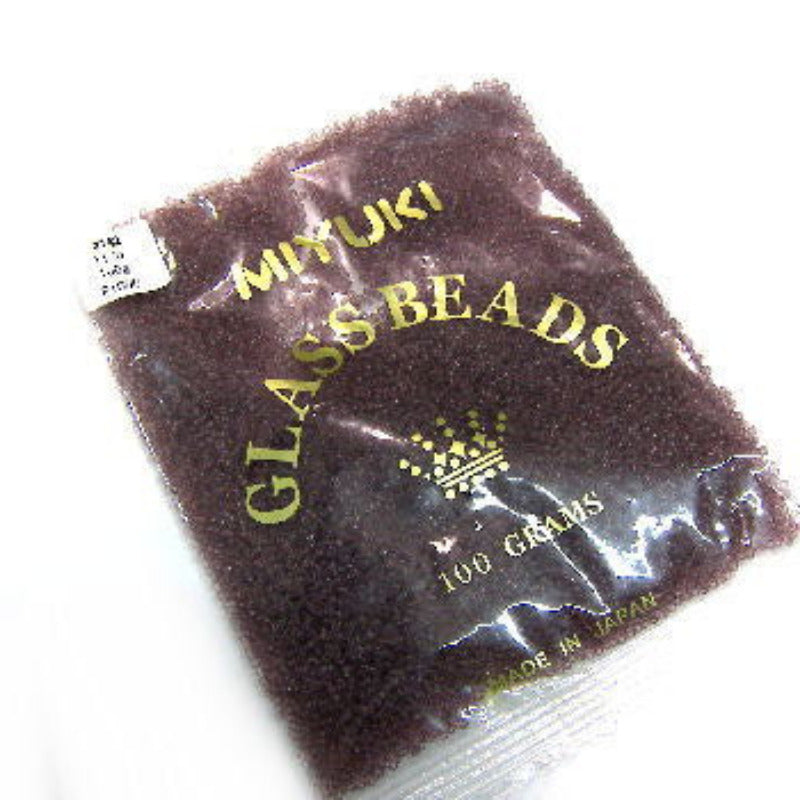 MIYUKI
GLASS BEADS
100 GRAMS
MADE IN JAPAN